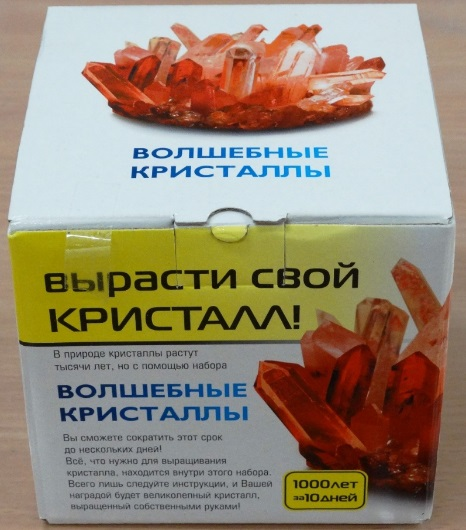 ВОЛШЕБНЫЕ
КРИСТАЛЛЫ
вырасти свой
КРИСТАЛЛ!
В природе кристаллы растут
тысячи лет, но с помощью набора
ВОЛШЕБНЫЕ
КРИСТАЛЛЫ
Вы сможете сократить этот срок
до нескольких дней!
Всё, что нужно для выращивания
кристалла, находится внутри этого набора.
Всего лишь следуйте инструкции, и Вашей
наградой будет великолепный кристалл,
выращенный собственными руками!
1000лет
за10дней